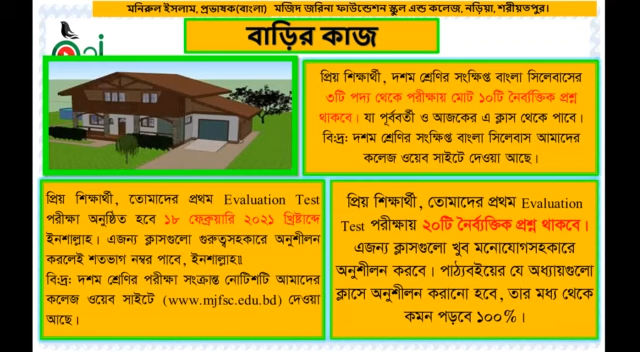 মনিরুল ইসলাম, প্রভাষক(বাংলা) মজিদ জরিনা ফাউন্ডেশন স্কুল এন্ড কলেজ, নড়িয়া, শরীয়তপুর।
বাড়ির কাজ
প্রিয় শিক্ষার্থী, দশম শ্রেণির সংক্ষিপ্ত বাংলা সিলেবাসের
৩টি পদ্য থেকে পরীক্ষায় মোট ১০টি নৈর্ব্যক্তিক প্রশ্ন
থাকবে। যা পূর্ববর্তী ও আজকের এ ক্লাস থেকে পাবে।
বি:দ্র: দশম শ্রেণির সংক্ষিপ্ত বাংলা সিলেবাস আমাদের
কলেজ ওয়েব সাইটে দেওয়া আছে।
প্রিয় শিক্ষার্থী, তোমাদের প্রথম Evaluation Test
পরীক্ষা অনুষ্ঠিত হবে ১৮ ফেব্রুয়ারি ২০২১ খ্রিষ্টাব্দে
ইনশাল্লাহ। এজন্য ক্লাসগুলো গুরুত্বসহকারে অনুশীলন
করলেই শতভাগ নম্বর পাবে, ইনশাল্লাহ॥
বি:দ্র: দশম শ্রেণির পরীক্ষা সংক্রান্ত নোটিশটি আমাদের
কলেজ ওয়েব সাইটে (www.mjfsc.edu.bd) দেওয়া
আছে।
প্রিয় শিক্ষার্থী, তোমাদের প্রথম Evaluation
Test পরীক্ষায় ২০টি নৈর্ব্যক্তিক প্রশ্ন থাকবে।
এজন্য ক্লাসগুলো খুব মনোযোগসহকারে
অনুশীলন করবে। পাঠ্যবইয়ের যে অধ্যায়গুলো
ক্লাসে অনুশীলন করানো হবে, তার মধ্য থেকে
কমন পড়বে ১০০%।